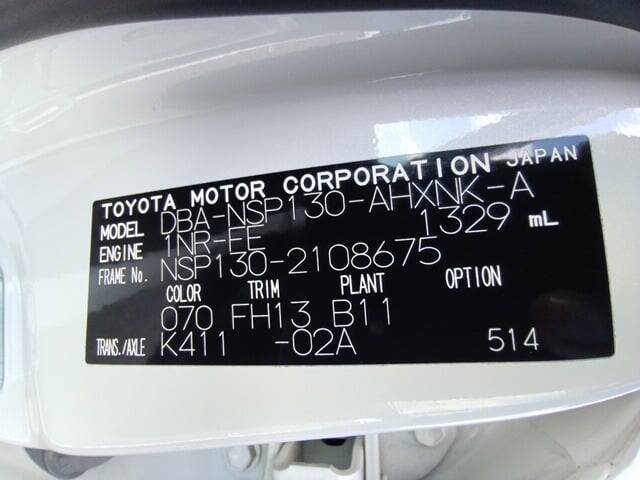 TOYOTA MOTOR CORPORATION JAPAN
MODEL DBA-NSP130-AHXNK-A
ENGINE 1NR-FE 1329 mL
FRAME No. NSP130-2108675
COLOR TRIM PLANT OPTION
070 FH13 B11
TRANS./AXLE K411 -02A 514